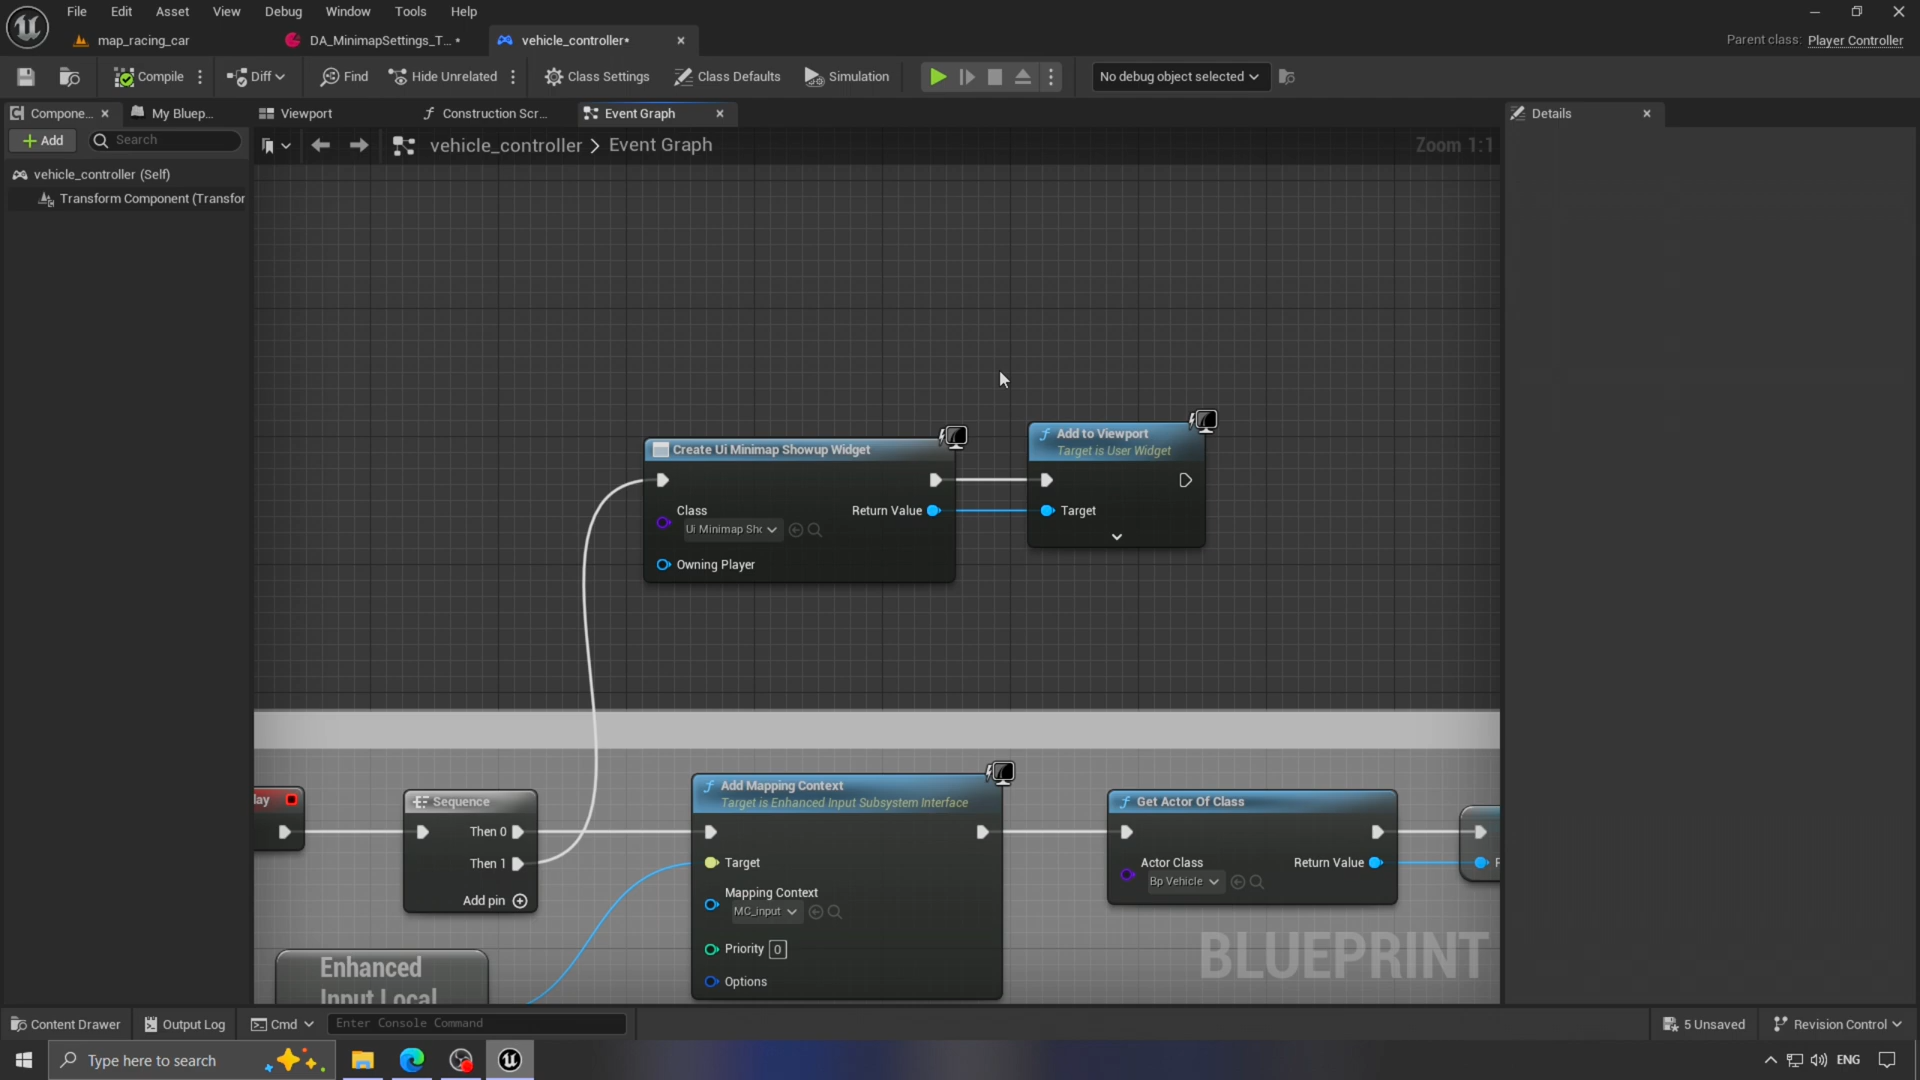 File Edit Asset View Debug Window Tools Help
map_racing_car DA_MinimapSettings_T... • vehicle_controller•
Parent class: Player Controller
Compile Diff Find Hide Unrelated Class Settings Class Defaults Simulation No debug object selected
Compone... My Bluep... Viewport Construction Scr... Event Graph Details
Add Search
vehicle_controller > Event Graph Zoom 1:1
vehicle_controller (Self)
Transform Component (Transfor
Create Ui Minimap Showup Widget
Class Return Value
Ui Minimap Sho
Owning Player
Add to Viewport
Target is User Widget
Target
lay
Sequence
Then 0
Then 1
Add pin
Add Mapping Context
Target is Enhanced Input Subsystem Interface
Target
Mapping Context
MC_input
Priority 0
Options
Get Actor Of Class
Actor Class Return Value
Bp Vehicle
Enhanced
Input Local
BLUEPRINT
Content Drawer Output Log Cmd Enter Console Command 5 Unsaved Revision Control
Type here to search ENG